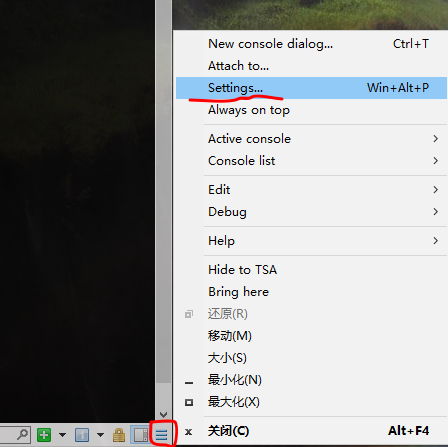 New console dialog... Ctrl+T
Attach to...
Settings... Win+Alt+P
Always on top
Active console
Console list
Edit
Debug
Help
Hide to TSA
Bring here
还原(R)
移动(M)
大小(S)
最小化(N)
最大化(X)
关闭(C) Alt+F4